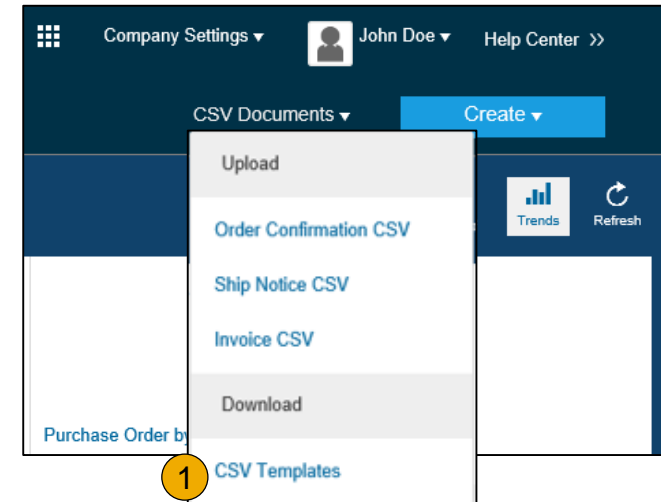 Company Settings ▾ John Doe ▾ Help Center >>
CSV Documents ▾ Create ▾
Upload
Trends Refresh
Order Confirmation CSV
Ship Notice CSV
Invoice CSV
Download
Purchase Order by
1 CSV Templates